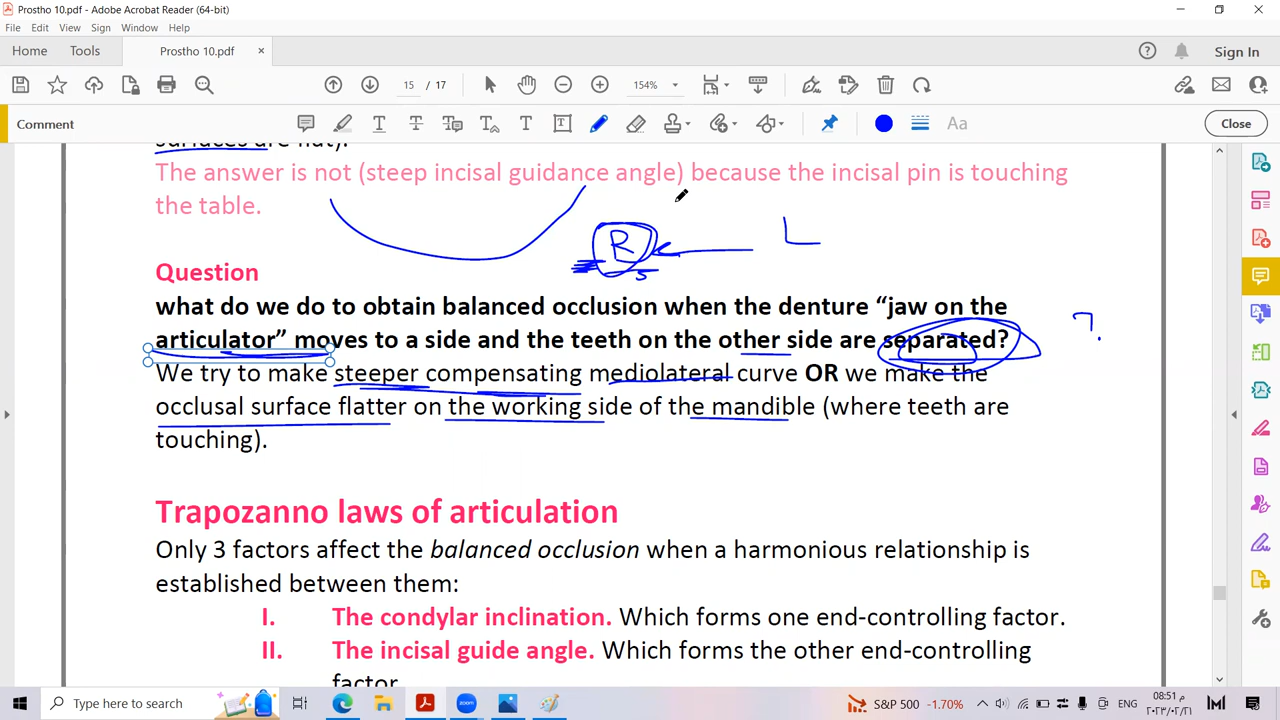 Prostho 10.pdf - Adobe Acrobat Reader (64-bit)
File Edit View Sign Window Help
Home Tools Prostho 10.pdf × Sign In
15 / 17 154%
Comment Aa Close
surfaces are flat).
The answer is not (steep incisal guidance angle) because the incisal pin is touching
the table.
R L
s
Question
what do we do to obtain balanced occlusion when the denture “jaw on the
articulator” moves to a side and the teeth on the other side are separated?
?
We try to make steeper compensating mediolateral curve OR we make the
occlusal surface flatter on the working side of the mandible (where teeth are
touching).
Trapozanno laws of articulation
Only 3 factors affect the balanced occlusion when a harmonious relationship is
established between them:
I. The condylar inclination. Which forms one end-controlling factor.
II. The incisal guide angle. Which forms the other end-controlling
factor.
Type here to search
zoom
S&P 500 -1.70%
ENG
08:51 م